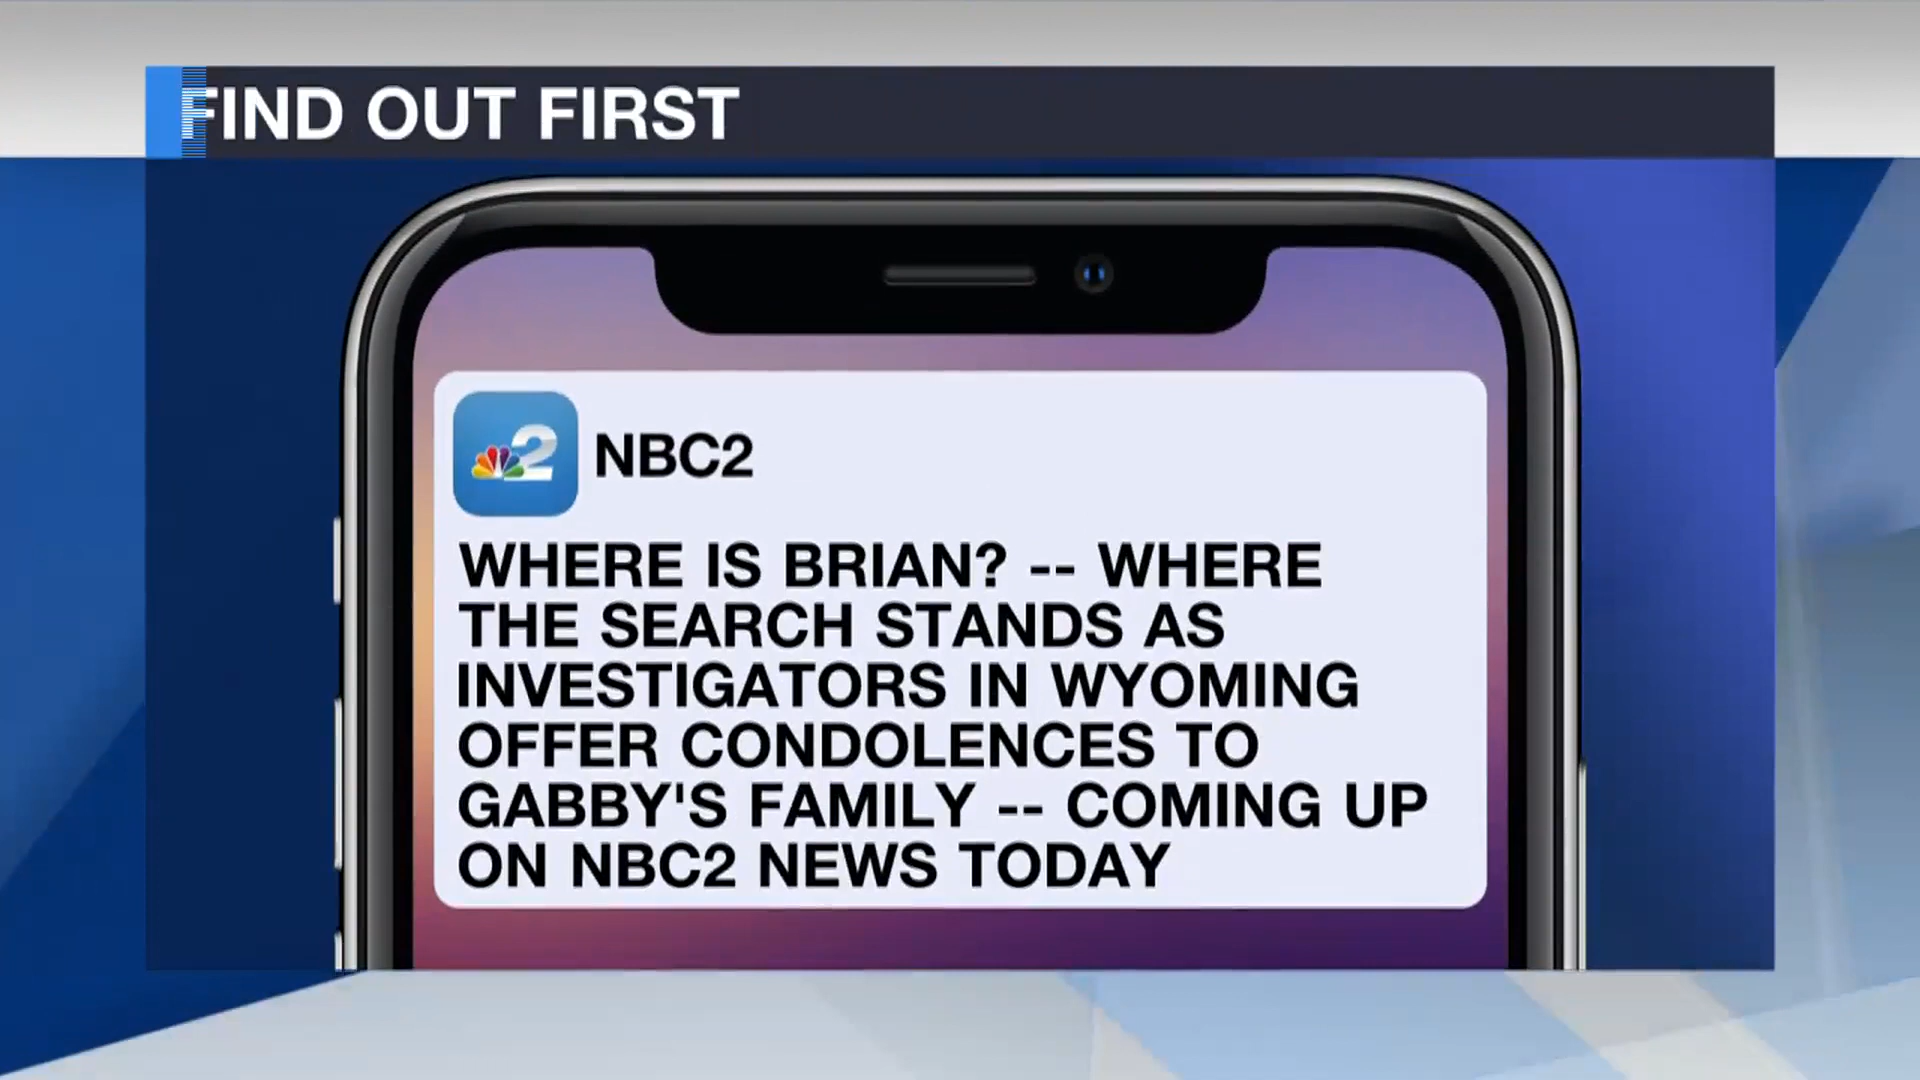 FIND OUT FIRST
2
NBC2
WHERE IS BRIAN? -- WHERE
THE SEARCH STANDS AS
INVESTIGATORS IN WYOMING
OFFER CONDOLENCES TO
GABBY'S FAMILY -- COMING UP
ON NBC2 NEWS TODAY